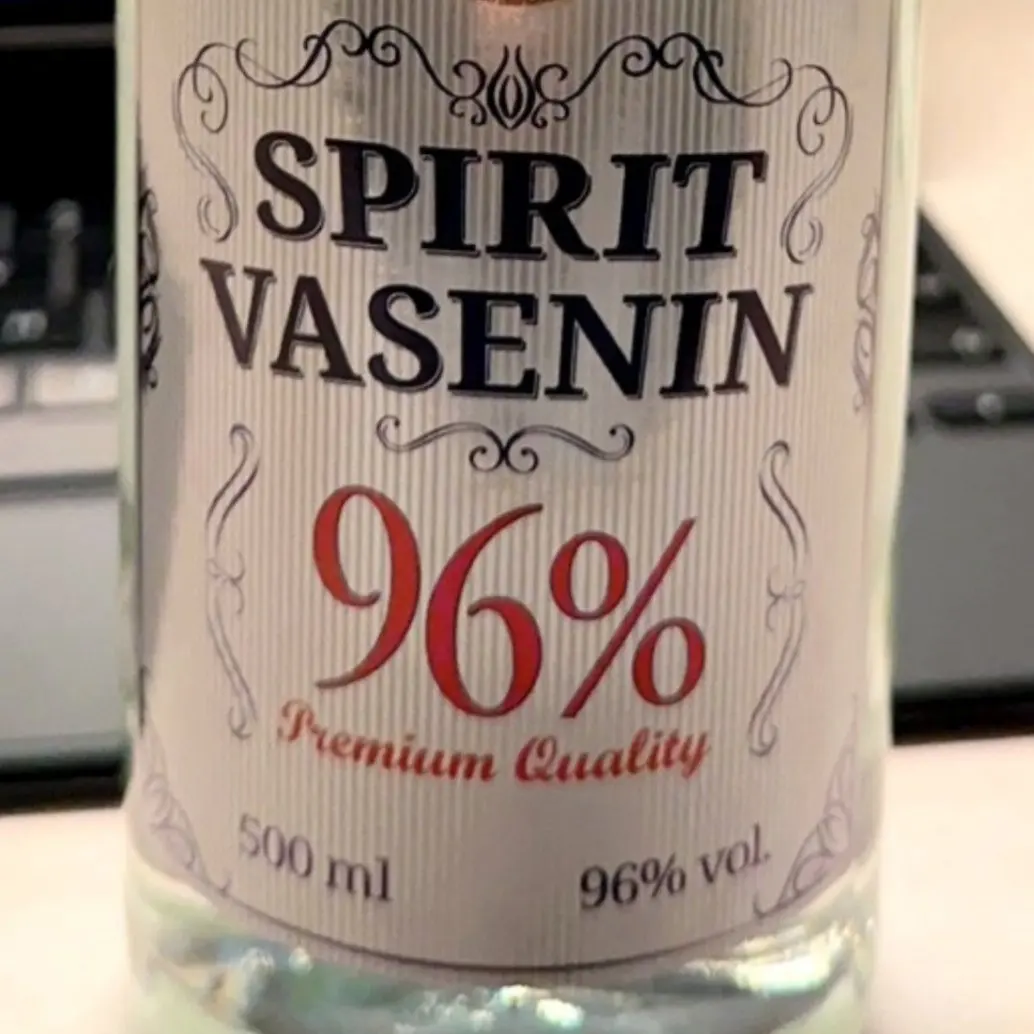 SPIRIT
VASENIN
96%
Premium Quality
500 ml 96% vol.